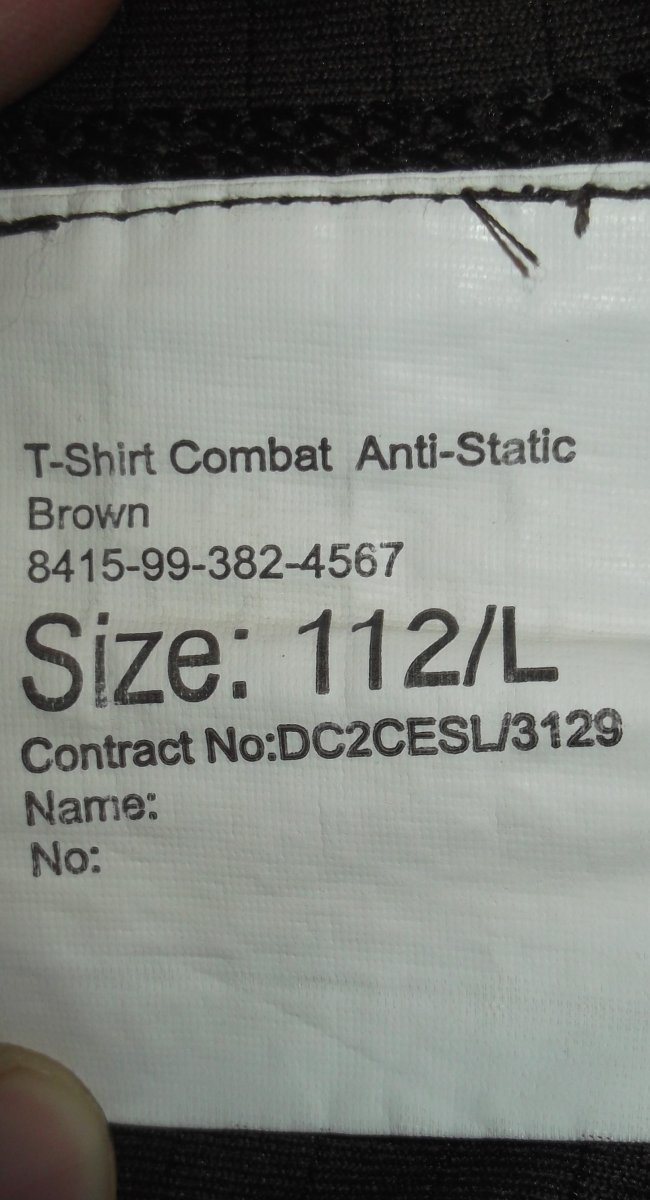 T-Shirt Combat Anti-Static
Brown
8415-99-382-4567
Size: 112/L
Contract No:DC2CESL/3129
Name:
No: